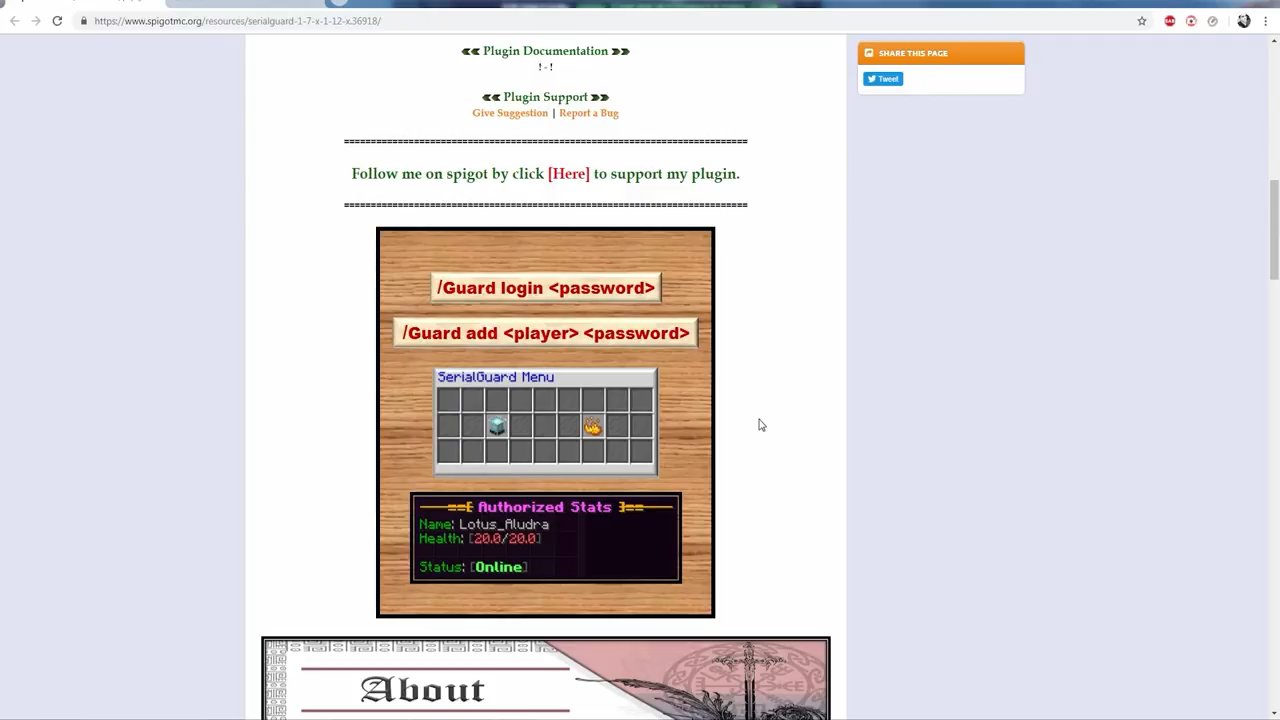 https://www.spigotmc.org/resources/serialguard-1-7-x-1-12-x.36918/
Plugin Documentation
! - !
Plugin Support
Give Suggestion | Report a Bug
===========================================================================
Follow me on spigot by click [Here] to support my plugin.
===========================================================================
/Guard login <password>
/Guard add <player> <password>
SerialGuard Menu
==[ Authorized Stats ]==
Name: Lotus_Aludra
Health: [20.0/20.0]
Status: [Online]
About
SHARE THIS PAGE
Tweet